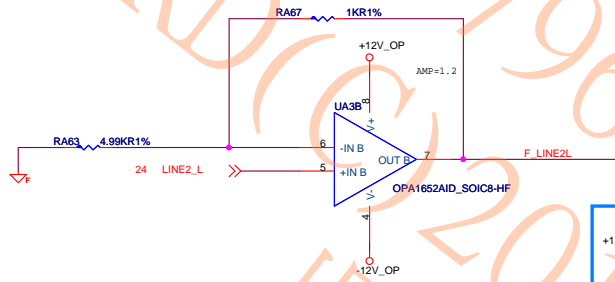 RA67 1KR1%
+12V_OP
AMP=1.2
8
UA3B
V+
RA63 4.99KR1%
6 -IN B
OUT B 7 F_LINE2L
24 LINE2_L
5 +IN B
F
OPA1652AID_SOIC8-HF
V-
4
-12V_OP